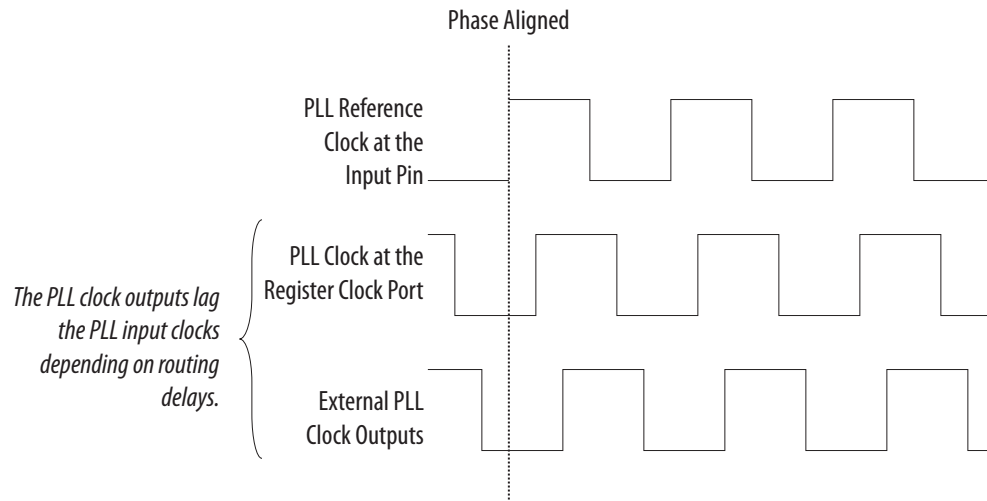 Phase Aligned
PLL Reference
Clock at the
Input Pin
PLL Clock at the
Register Clock Port
The PLL clock outputs lag
the PLL input clocks
depending on routing
delays.
External PLL
Clock Outputs